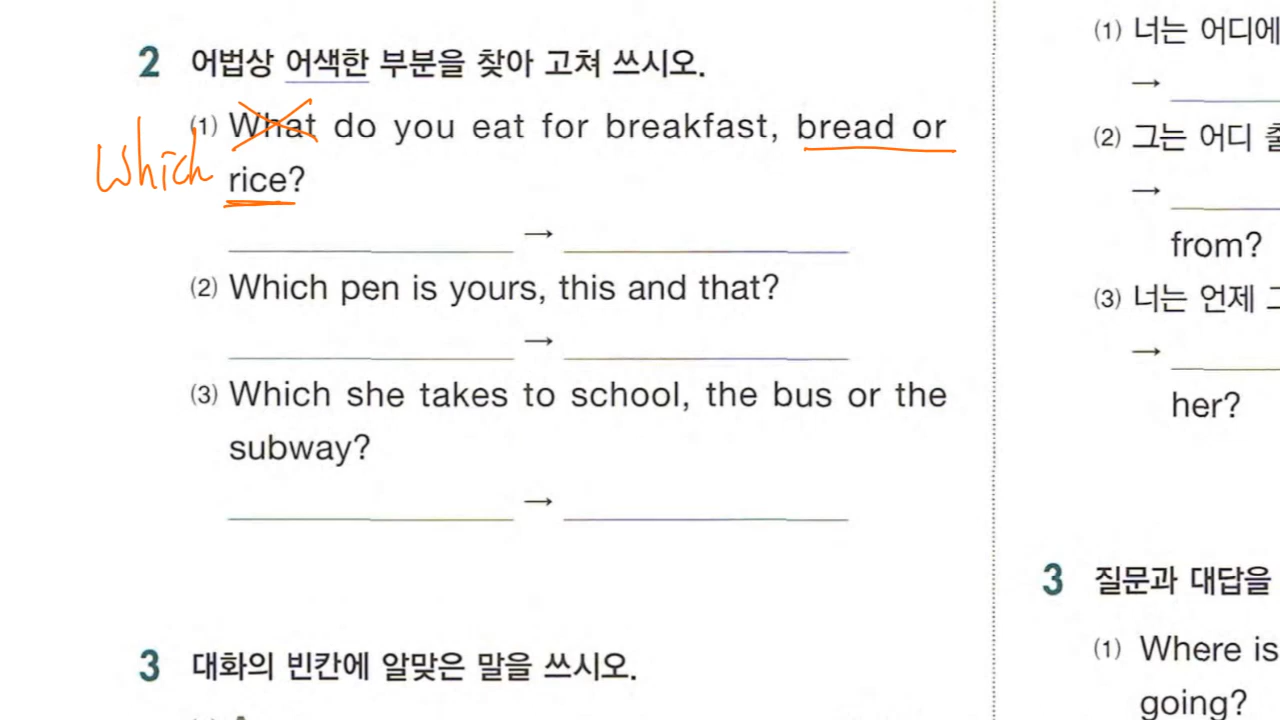 2 어법상 어색한 부분을 찾아 고쳐 쓰시오.
(1) What do you eat for breakfast, bread or
Which
rice?
→
(2) Which pen is yours, this and that?
→
(3) Which she takes to school, the bus or the
subway?
→
3 대화의 빈칸에 알맞은 말을 쓰시오.
(1) 너는 어디에
→
(2) 그는 어디
→
from?
(3) 너는 언제
→
her?
3 질문과 대답을
(1) Where is
going?